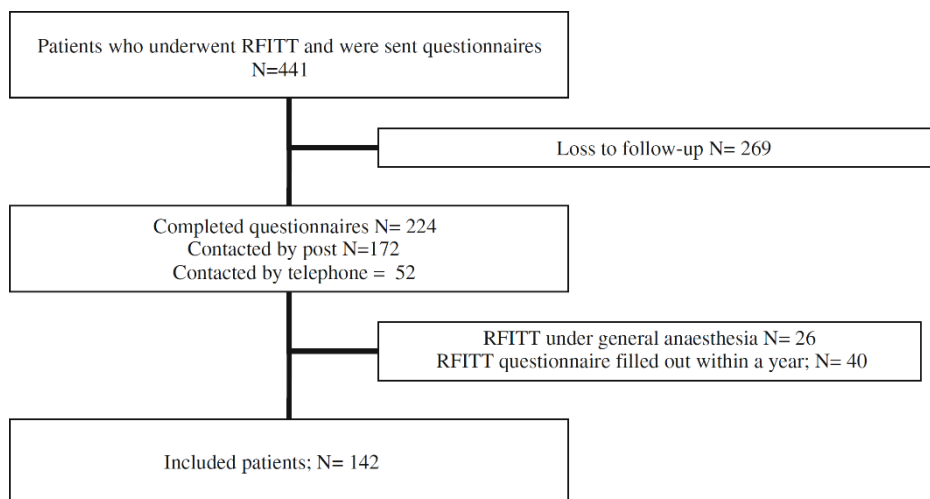 Patients who underwent RFITT and were sent questionnaires
N=441
Loss to follow-up N= 269
Completed questionnaires N= 224
Contacted by post N=172
Contacted by telephone = 52
RFITT under general anaesthesia N= 26
RFITT questionnaire filled out within a year; N= 40
Included patients; N= 142